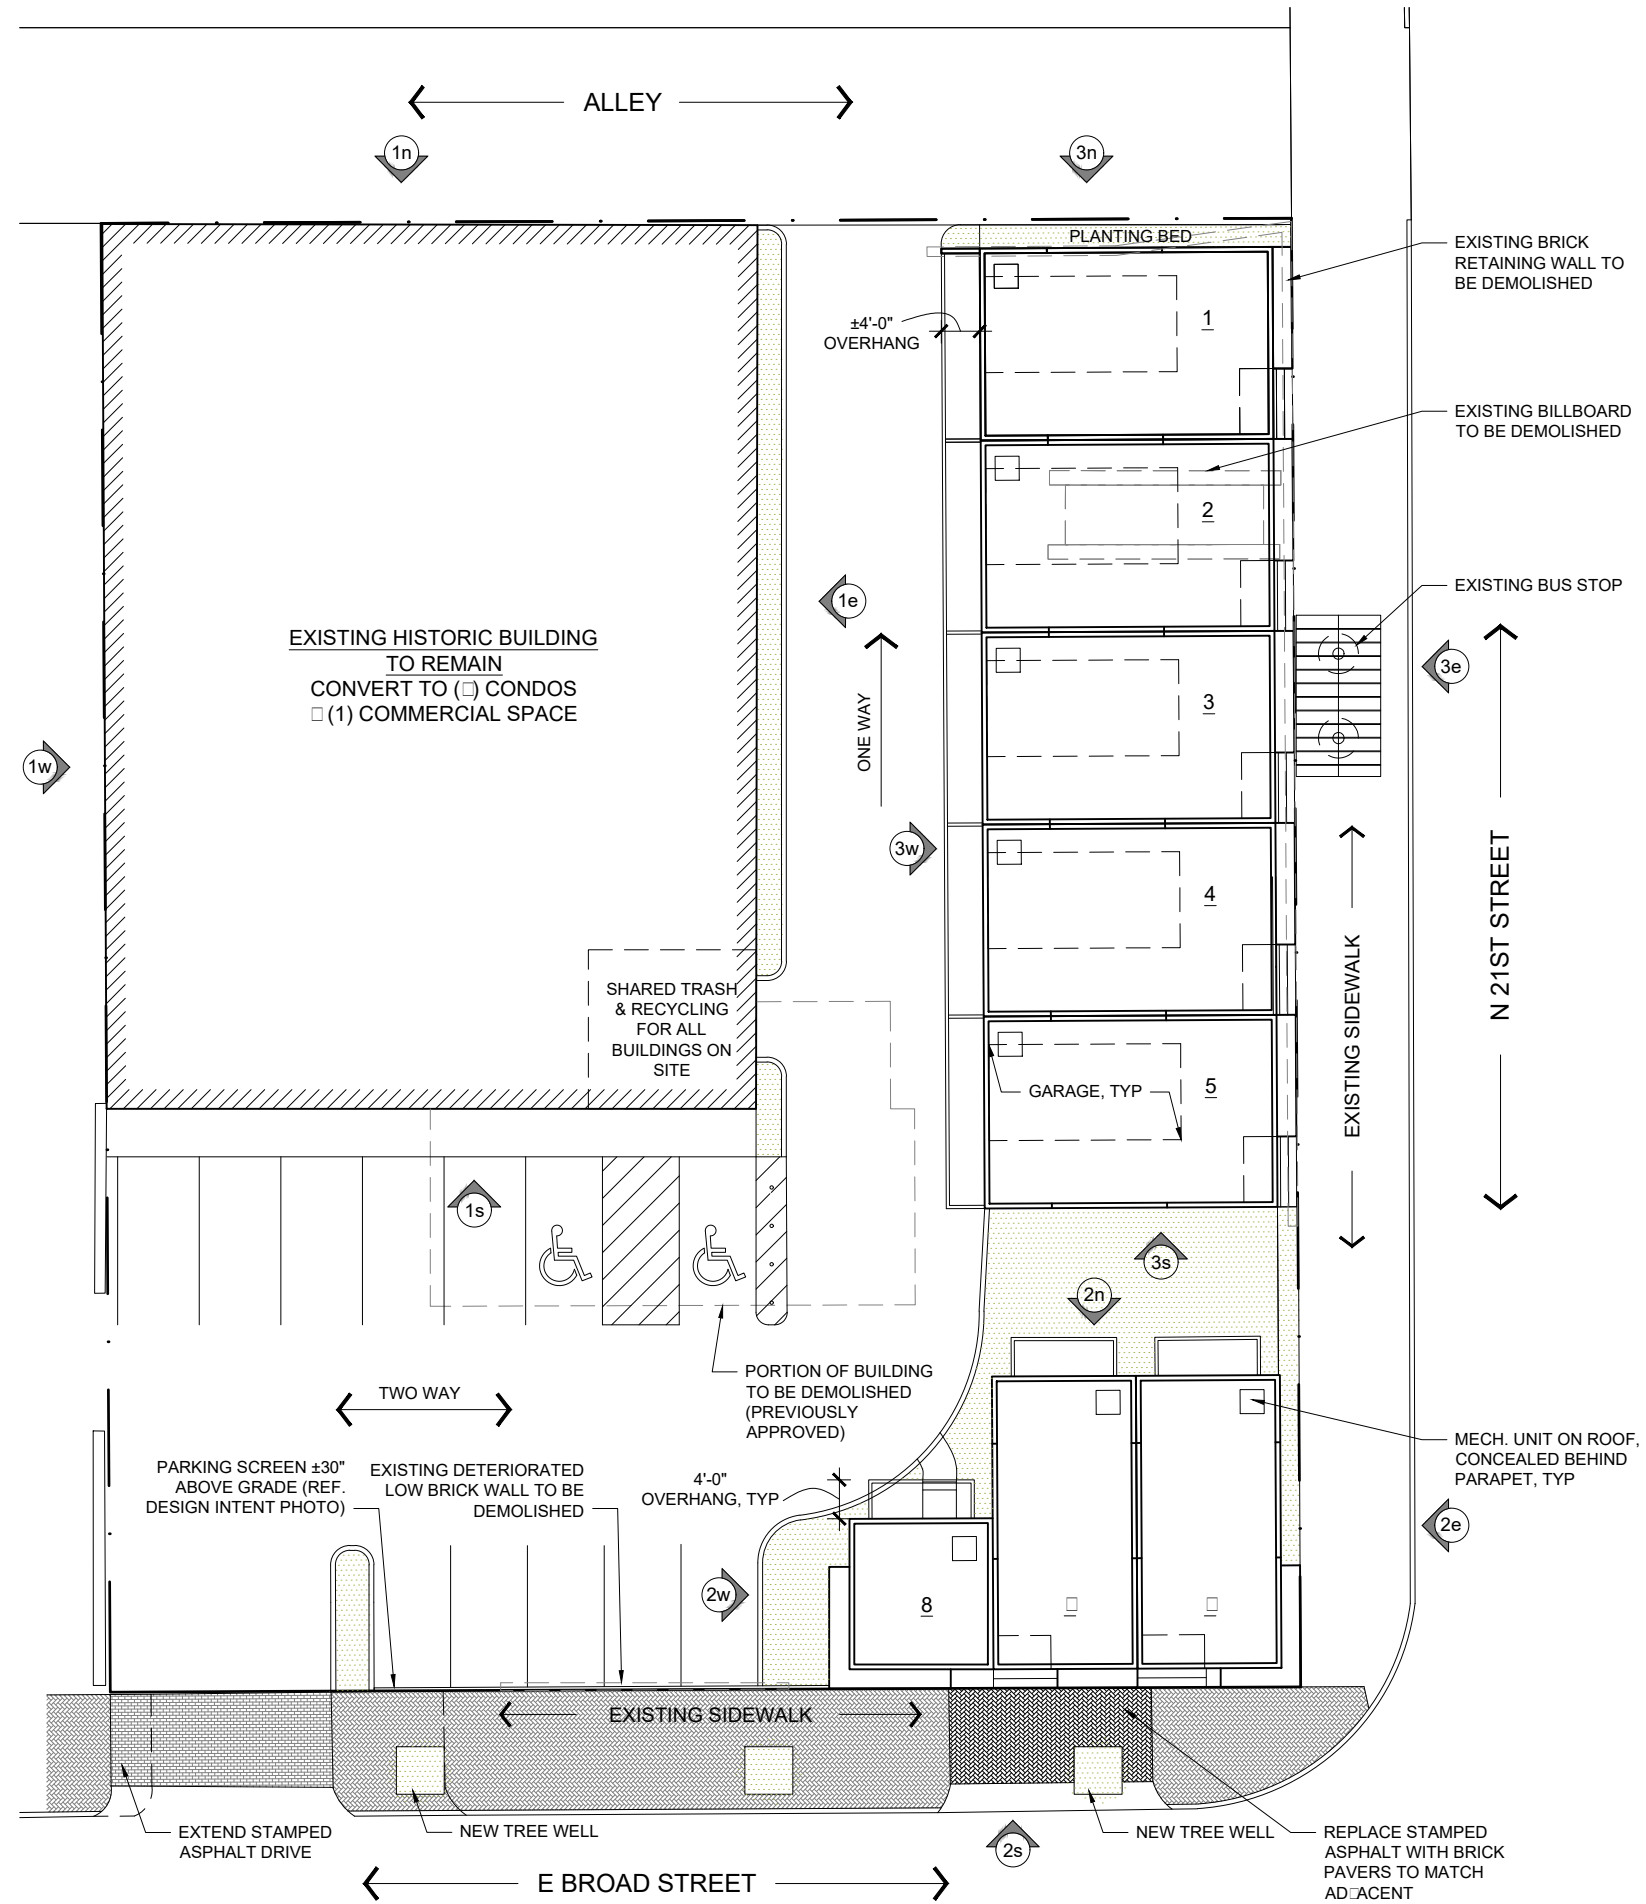 ALLEY
1n
3n
PLANTING BED
EXISTING BRICK
RETAINING WALL TO
BE DEMOLISHED
±4'-0"
OVERHANG
1
EXISTING BILLBOARD
TO BE DEMOLISHED
2
1e
EXISTING BUS STOP
EXISTING HISTORIC BUILDING
TO REMAIN
CONVERT TO (□) CONDOS
□ (1) COMMERCIAL SPACE
3e
3
ONE WAY
1w
3w
4
N 21ST STREET
EXISTING SIDEWALK
SHARED TRASH
& RECYCLING
FOR ALL
BUILDINGS ON
SITE
GARAGE, TYP
5
1s
3s
2n
PORTION OF BUILDING
TO BE DEMOLISHED
(PREVIOUSLY
APPROVED)
TWO WAY
MECH. UNIT ON ROOF,
CONCEALED BEHIND
PARAPET, TYP
PARKING SCREEN ±30"
ABOVE GRADE (REF.
DESIGN INTENT PHOTO)
EXISTING DETERIORATED
LOW BRICK WALL TO BE
DEMOLISHED
4'-0"
OVERHANG, TYP
2e
2w
8
□
□
EXISTING SIDEWALK
EXTEND STAMPED
ASPHALT DRIVE
NEW TREE WELL
2s
NEW TREE WELL
REPLACE STAMPED
ASPHALT WITH BRICK
PAVERS TO MATCH
AD□ACENT
E BROAD STREET